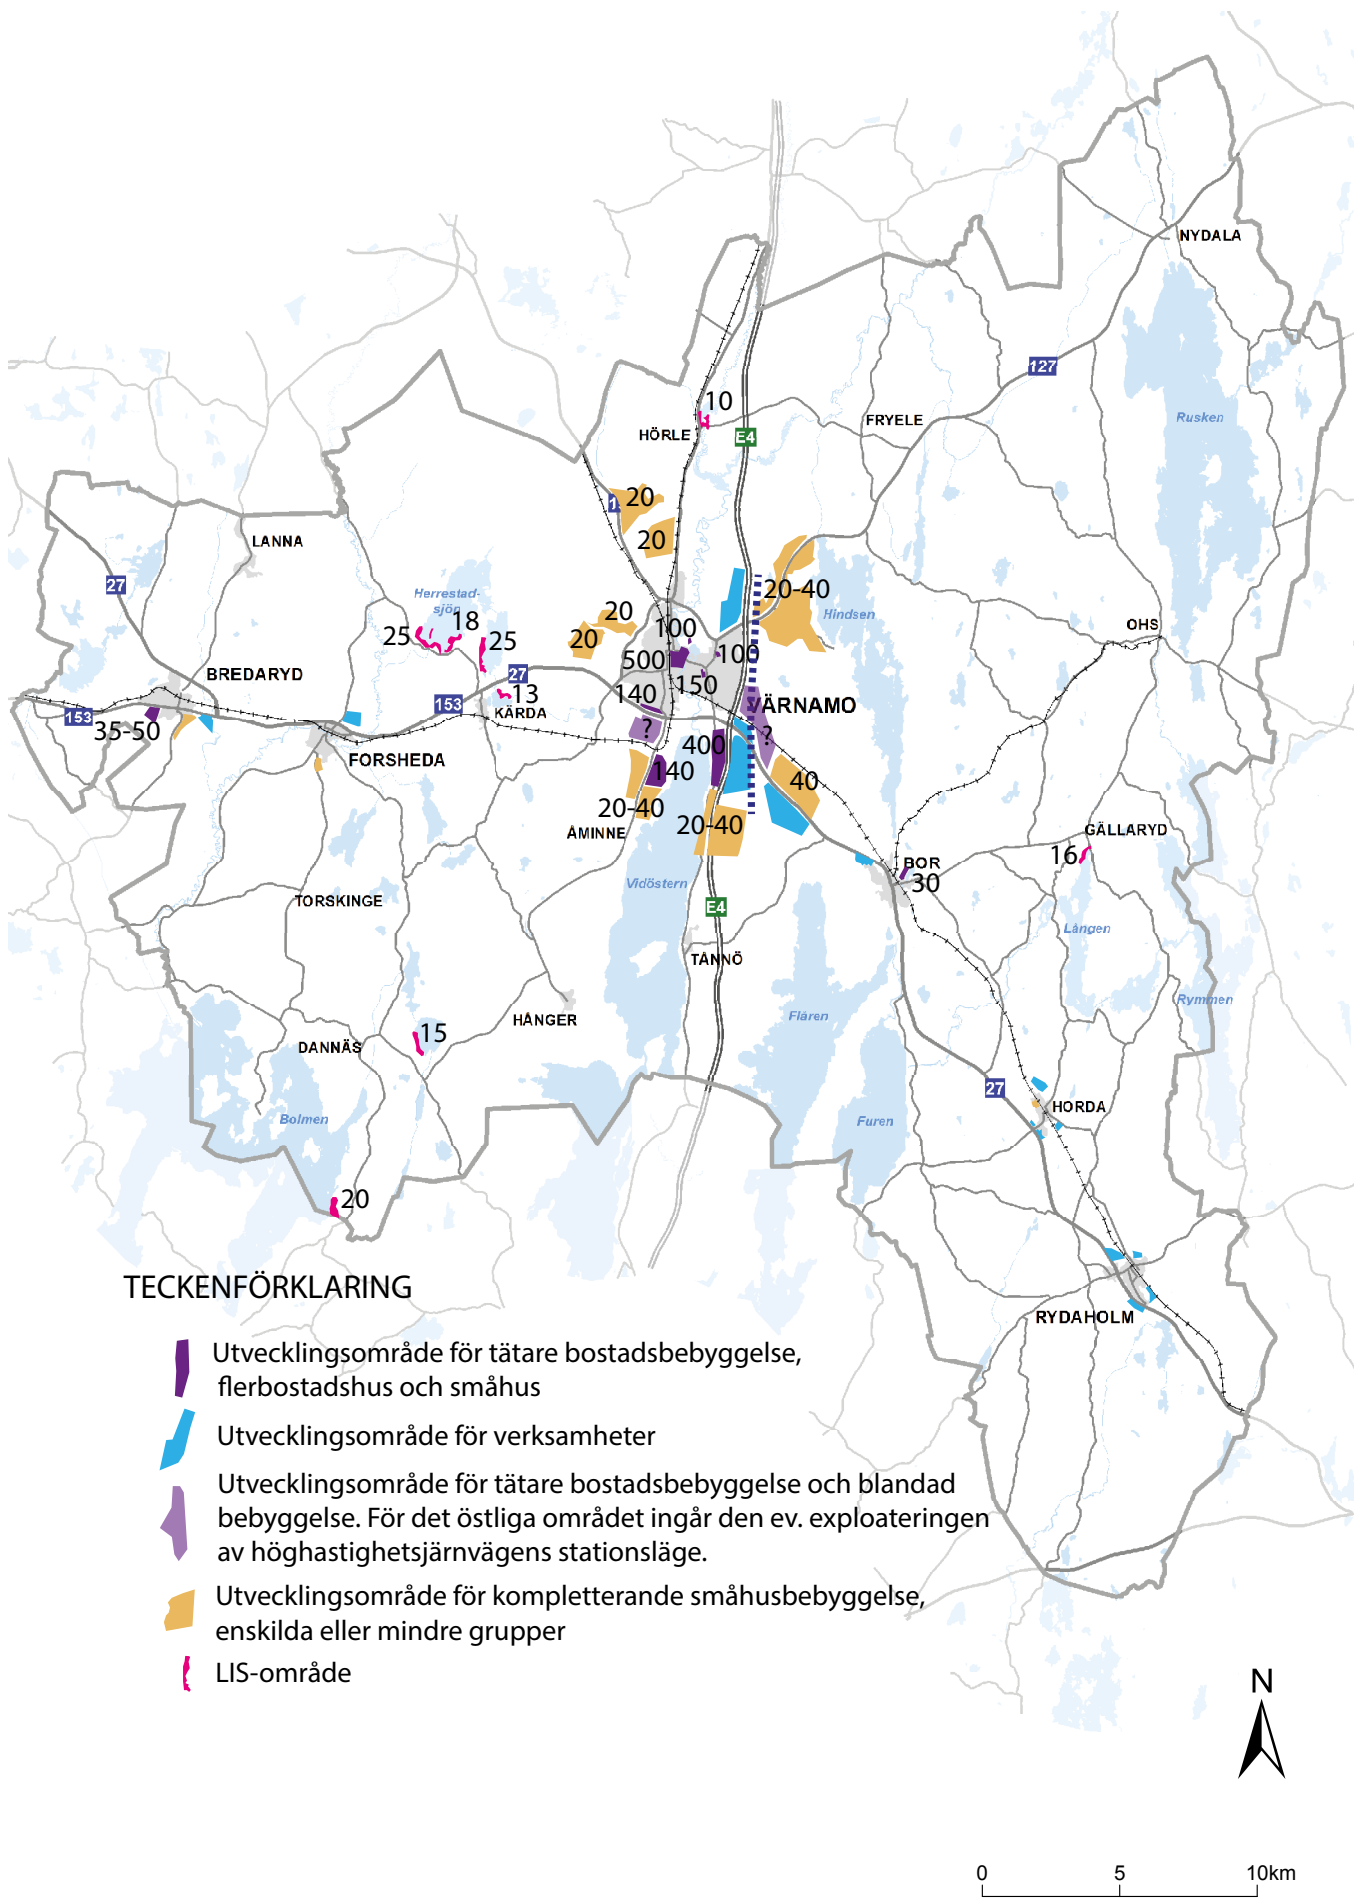 NYDALA
127
Rusken
10
FRYELE
HÖRLE
E4
20
LANNA
20
27
20-40
Herrestad-
sjön
20
Hindsen
18
100
OHS
25
25
20
100
500
27
BREDARYD
150
13
140
153
VÄRNAMO
KÄRDA
153
35-50
?
?
400
FORSHEDA
140
40
20-40
20-40
ÅMINNE
GÄLLARYD
16
BOR
30
Vidöstern
TORSKINGE
E4
Lången
TÅNNÖ
Rymmen
Flåren
HÅNGER
15
DANNÄS
27
HORDA
Bolmen
Furen
20
RYDAHOLM
TECKENFÖRKLARING
Utvecklingsområde för tätare bostadsbebyggelse,
flerbostadshus och småhus
Utvecklingsområde för verksamheter
Utvecklingsområde för tätare bostadsbebyggelse och blandad
bebyggelse. För det östliga området ingår den ev. exploateringen
av höghastighetsjärnvägens stationsläge.
Utvecklingsområde för kompletterande småhusbebyggelse,
enskilda eller mindre grupper
LIS-område
N
0 5 10km